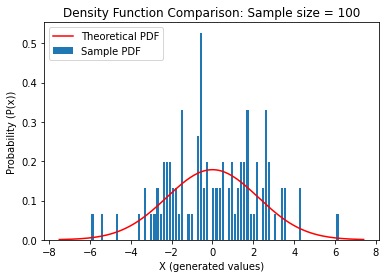 Density Function Comparison: Sample size = 100
Theoretical PDF
Sample PDF
Probability (P(x))
0.5
0.4
0.3
0.2
0.1
0.0
−8 −6 −4 −2 0 2 4 6 8
X (generated values)